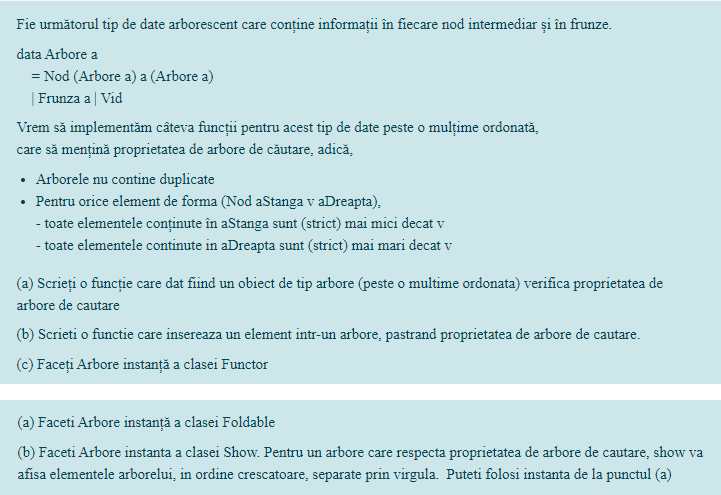 Fie următorul tip de date arborescent care conține informații în fiecare nod intermediar și în frunze.
data Arbore a
= Nod (Arbore a) a (Arbore a)
| Frunza a | Vid
Vrem să implementăm câteva funcții pentru acest tip de date peste o mulțime ordonată,
care să mențină proprietatea de arbore de căutare, adică,
• Arborele nu contine duplicate
• Pentru orice element de forma (Nod aStanga v aDreapta),
- toate elementele conținute în aStanga sunt (strict) mai mici decat v
- toate elementele continute in aDreapta sunt (strict) mai mari decat v
(a) Scrieți o funcție care dat fiind un obiect de tip arbore (peste o multime ordonata) verifica proprietatea de
arbore de cautare
(b) Scrieti o functie care insereaza un element intr-un arbore, pastrand proprietatea de arbore de cautare.
(c) Faceți Arbore instanță a clasei Functor
(a) Faceti Arbore instanță a clasei Foldable
(b) Faceti Arbore instanta a clasei Show. Pentru un arbore care respecta proprietatea de arbore de cautare, show va
afisa elementele arborelui, in ordine crescatoare, separate prin virgula. Puteti folosi instanta de la punctul (a)